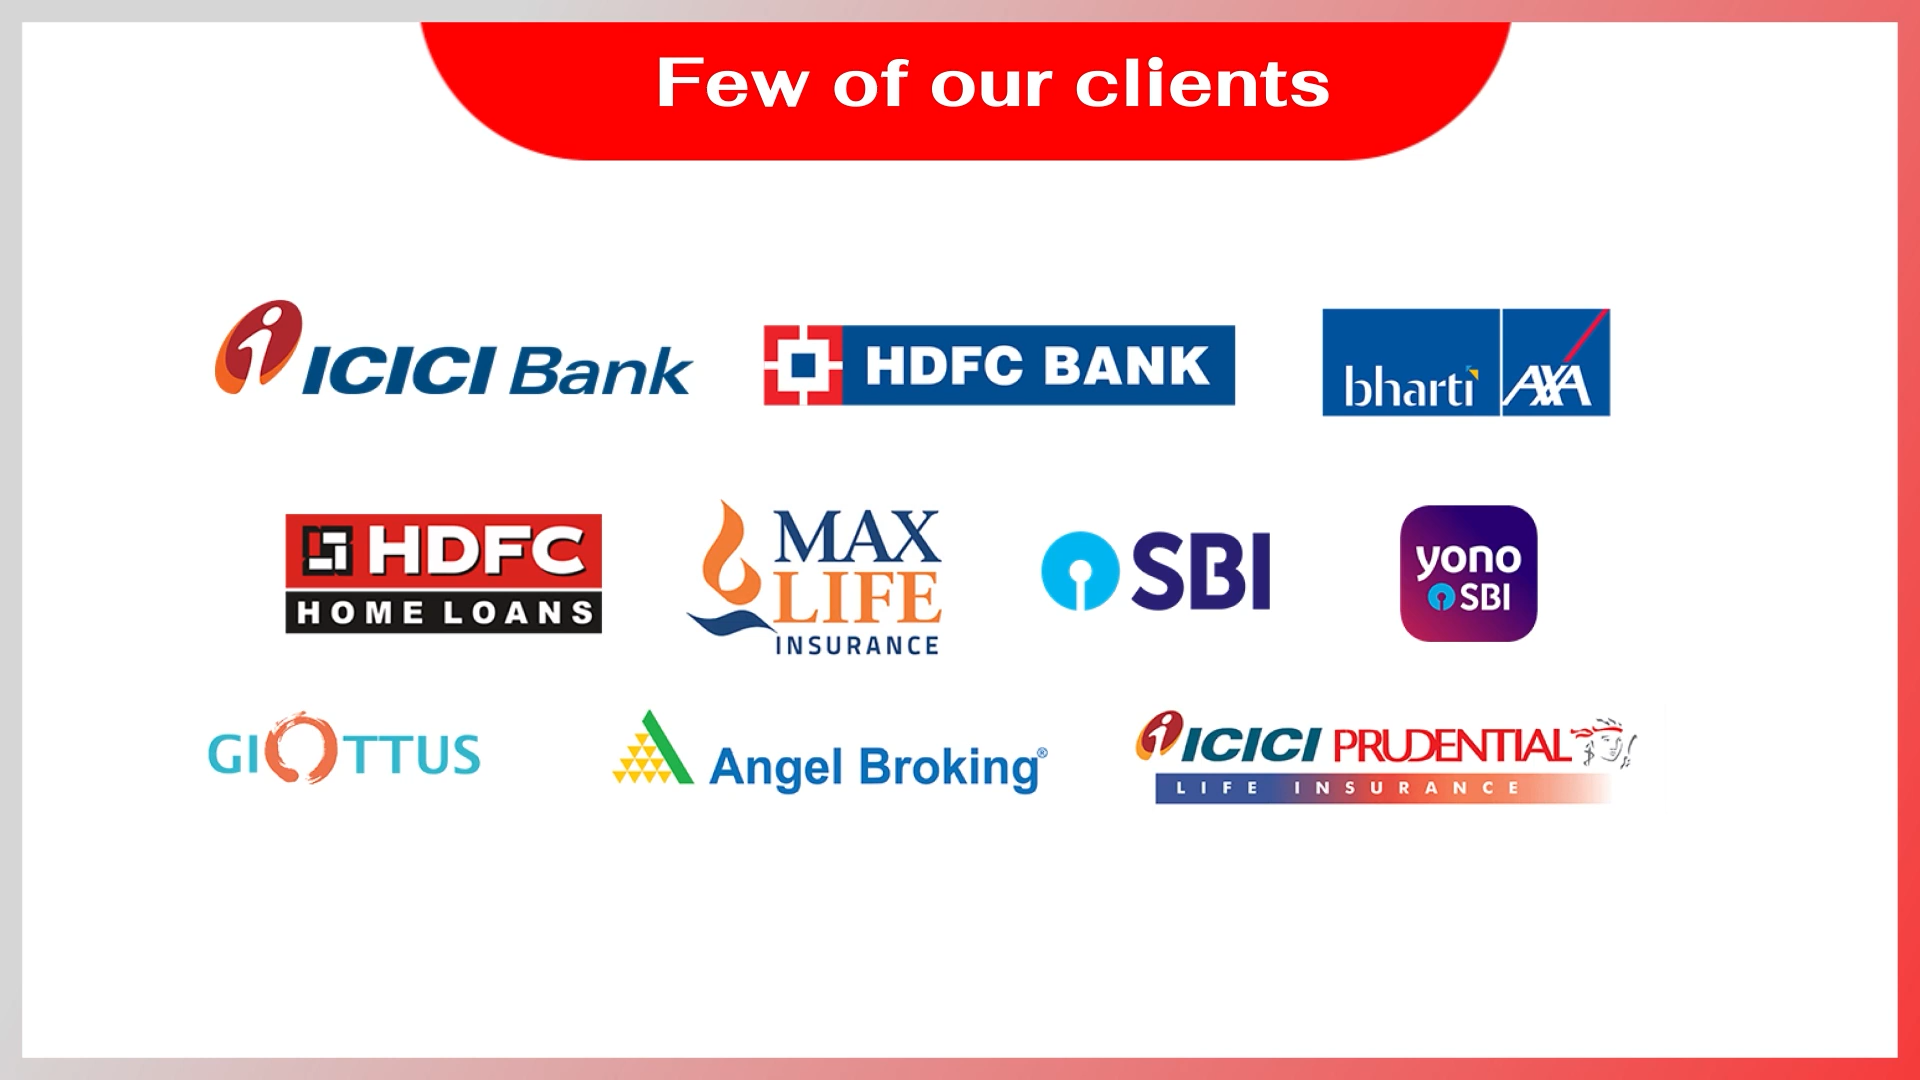 Few of our clients
ICICI Bank
HDFC BANK
bharti AXA
HDFC
HOME LOANS
MAX
LIFE
INSURANCE
SBI
yono
SBI
GIOTTUS
Angel Broking®
ICICI PRUDENTIAL
LIFE INSURANCE